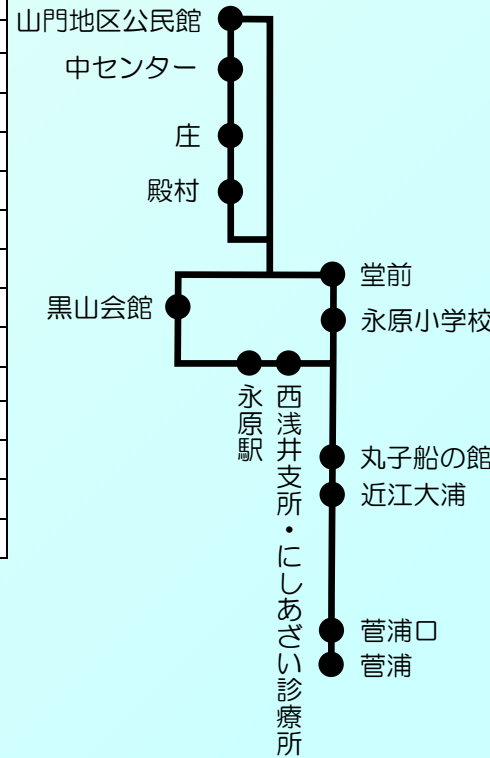 山門地区公民館
中センター
庄
殿村
堂前
黒山会館
永原小学校
永原駅
西浅井支所・にしあざい診療所
丸子船の館
近江大浦
菅浦口
菅浦